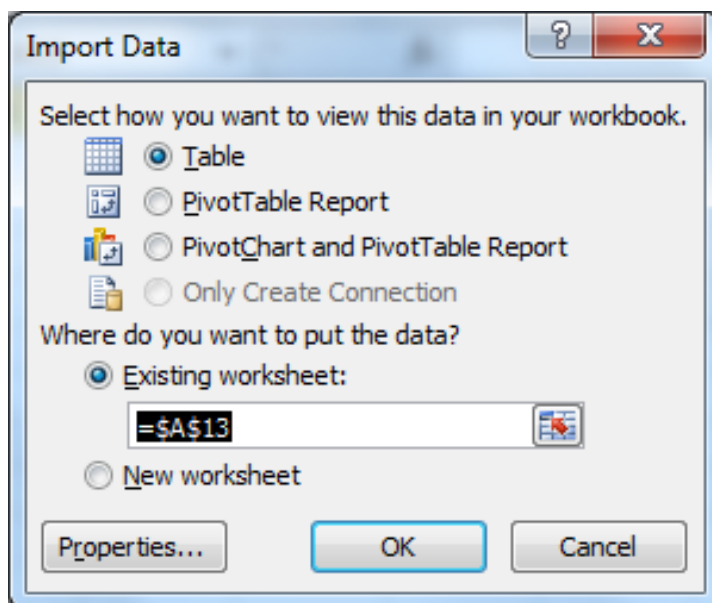 Import Data
?
Select how you want to view this data in your workbook.
Table
PivotTable Report
PivotChart and PivotTable Report
Only Create Connection
Where do you want to put the data?
Existing worksheet:
=$A$13
New worksheet
Properties... OK Cancel